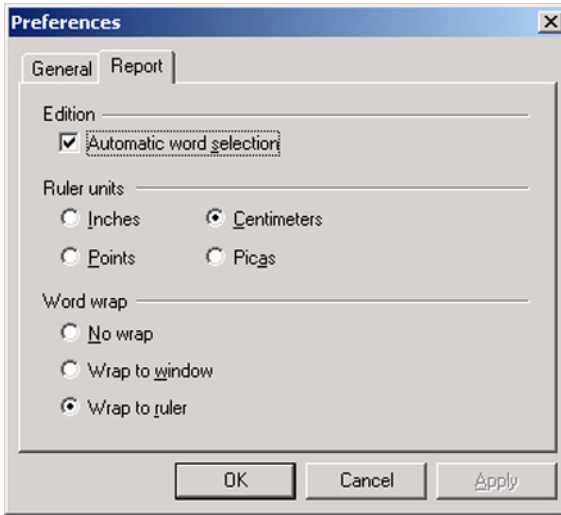 Preferences
General Report
Edition
Automatic word selection
Ruler units
Inches Centimeters
Points Picas
Word wrap
No wrap
Wrap to window
Wrap to ruler
OK Cancel Apply